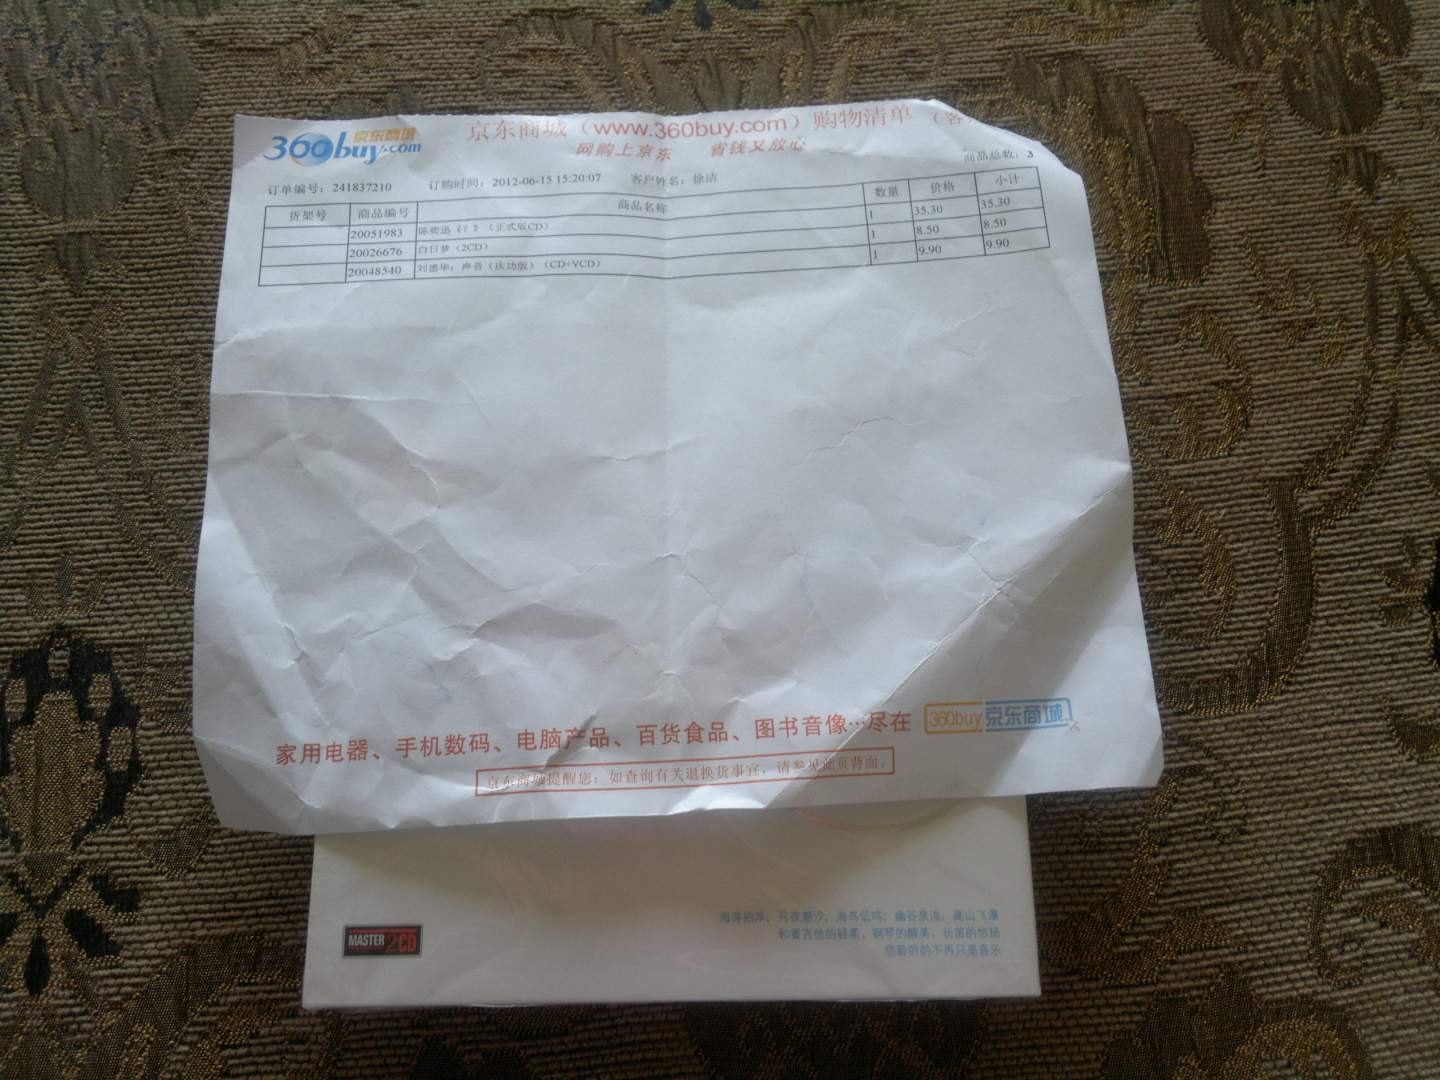 360buy.com 京东商城
京东商城（www.360buy.com）购物清单（客
网购上京东 省钱又放心
商品总数：3
订单编号：241837210 订购时间：2012-06-15 15:20:07 客户姓名：徐洁
货架号 商品编号 商品名称 数量 价格 小计
20051983 陈奕迅《？》（正式版CD） 1 35.30 35.30
20026676 白日梦（2CD） 1 8.50 8.50
20048540 刘德华：声音（庆功版）（CD+VCD） 1 9.90 9.90
家用电器、手机数码、电脑产品、百货食品、图书音像…尽在 360buy 京东商城
京东商城提醒您：如查询有关退换货事宜，请参见此页背面。
MASTER 2CD
海涛拍岸，月夜潮汐，海鸟低鸣；幽谷泉流，高山飞瀑
和着吉他的轻柔、钢琴的醇美、长笛的悠扬
您聆听的不再只是音乐